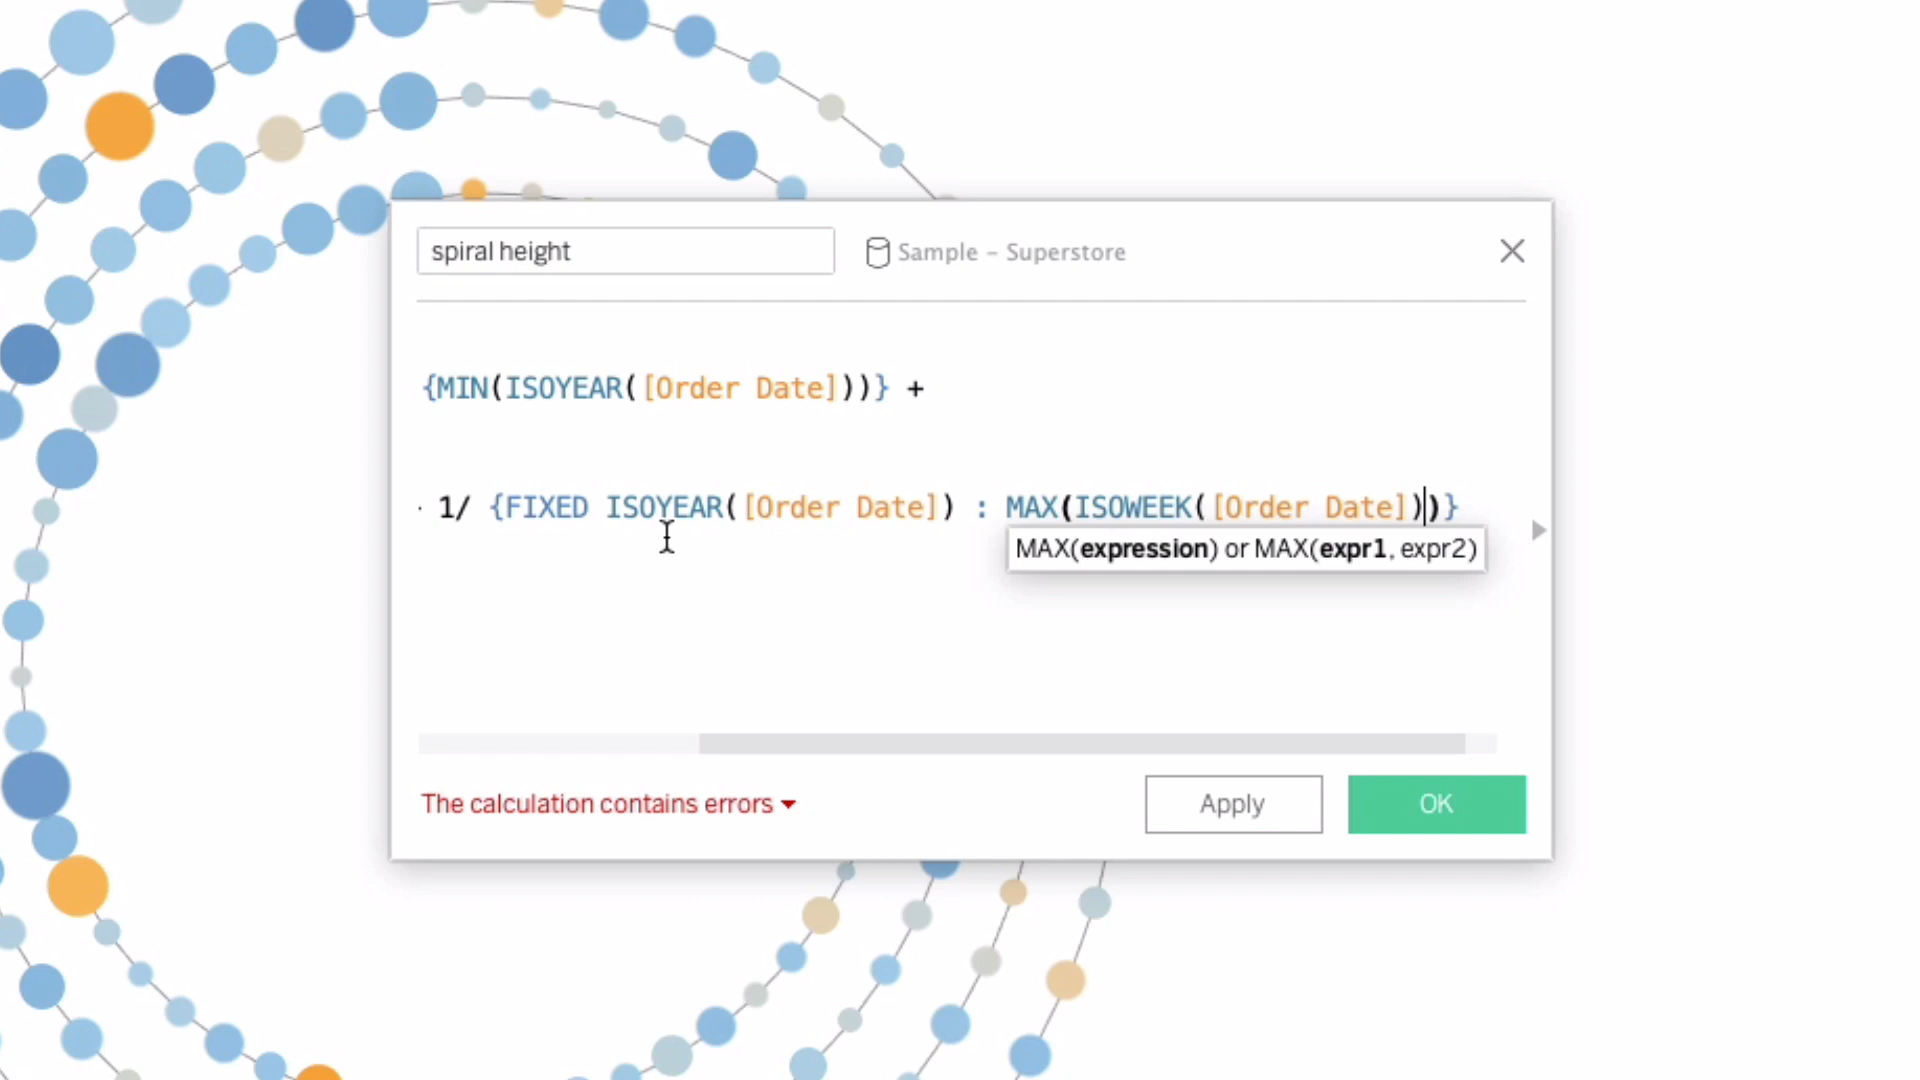 spiral height
Sample – Superstore
{MIN(ISOYEAR([Order Date]))} +
1/ {FIXED ISOYEAR([Order Date]) : MAX(ISOWEEK([Order Date]))}
MAX(expression) or MAX(expr1, expr2)
The calculation contains errors
Apply
OK